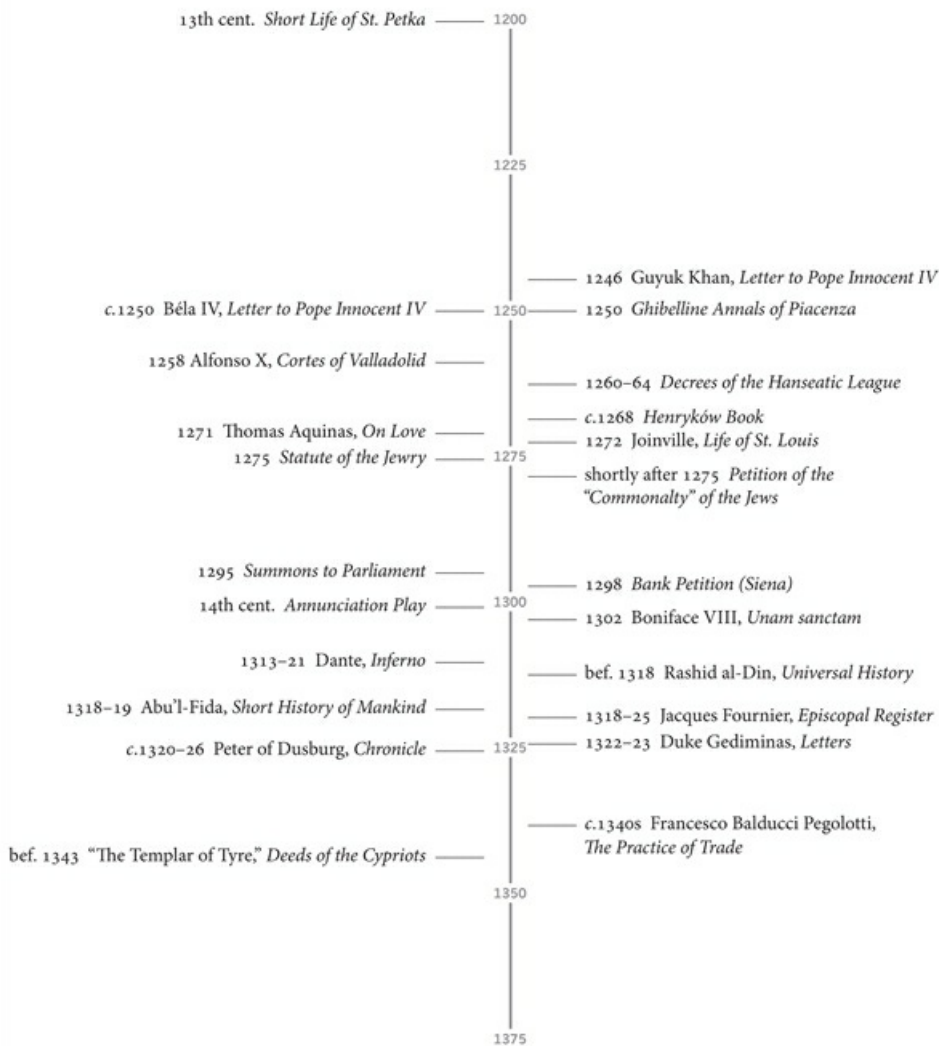 13th cent. Short Life of St. Petka
1200
1225
1246 Guyuk Khan, Letter to Pope Innocent IV
c.1250 Béla IV, Letter to Pope Innocent IV
1250
1250 Ghibelline Annals of Piacenza
1258 Alfonso X, Cortes of Valladolid
1260–64 Decrees of the Hanseatic League
c.1268 Henryków Book
1271 Thomas Aquinas, On Love
1272 Joinville, Life of St. Louis
1275 Statute of the Jewry
1275
shortly after 1275 Petition of the
“Commonalty” of the Jews
1295 Summons to Parliament
1298 Bank Petition (Siena)
14th cent. Annunciation Play
1300
1302 Boniface VIII, Unam sanctam
1313–21 Dante, Inferno
bef. 1318 Rashid al-Din, Universal History
1318–19 Abu’l-Fida, Short History of Mankind
1318–25 Jacques Fournier, Episcopal Register
c.1320–26 Peter of Dusburg, Chronicle
1325
1322–23 Duke Gediminas, Letters
c.1340s Francesco Balducci Pegolotti,
The Practice of Trade
bef. 1343 “The Templar of Tyre,” Deeds of the Cypriots
1350
1375